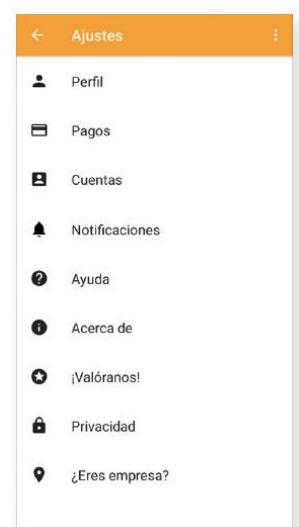 Ajustes
Perfil
Pagos
Cuentas
Notificaciones
Ayuda
Acerca de
¡Valóranos!
Privacidad
¿Eres empresa?